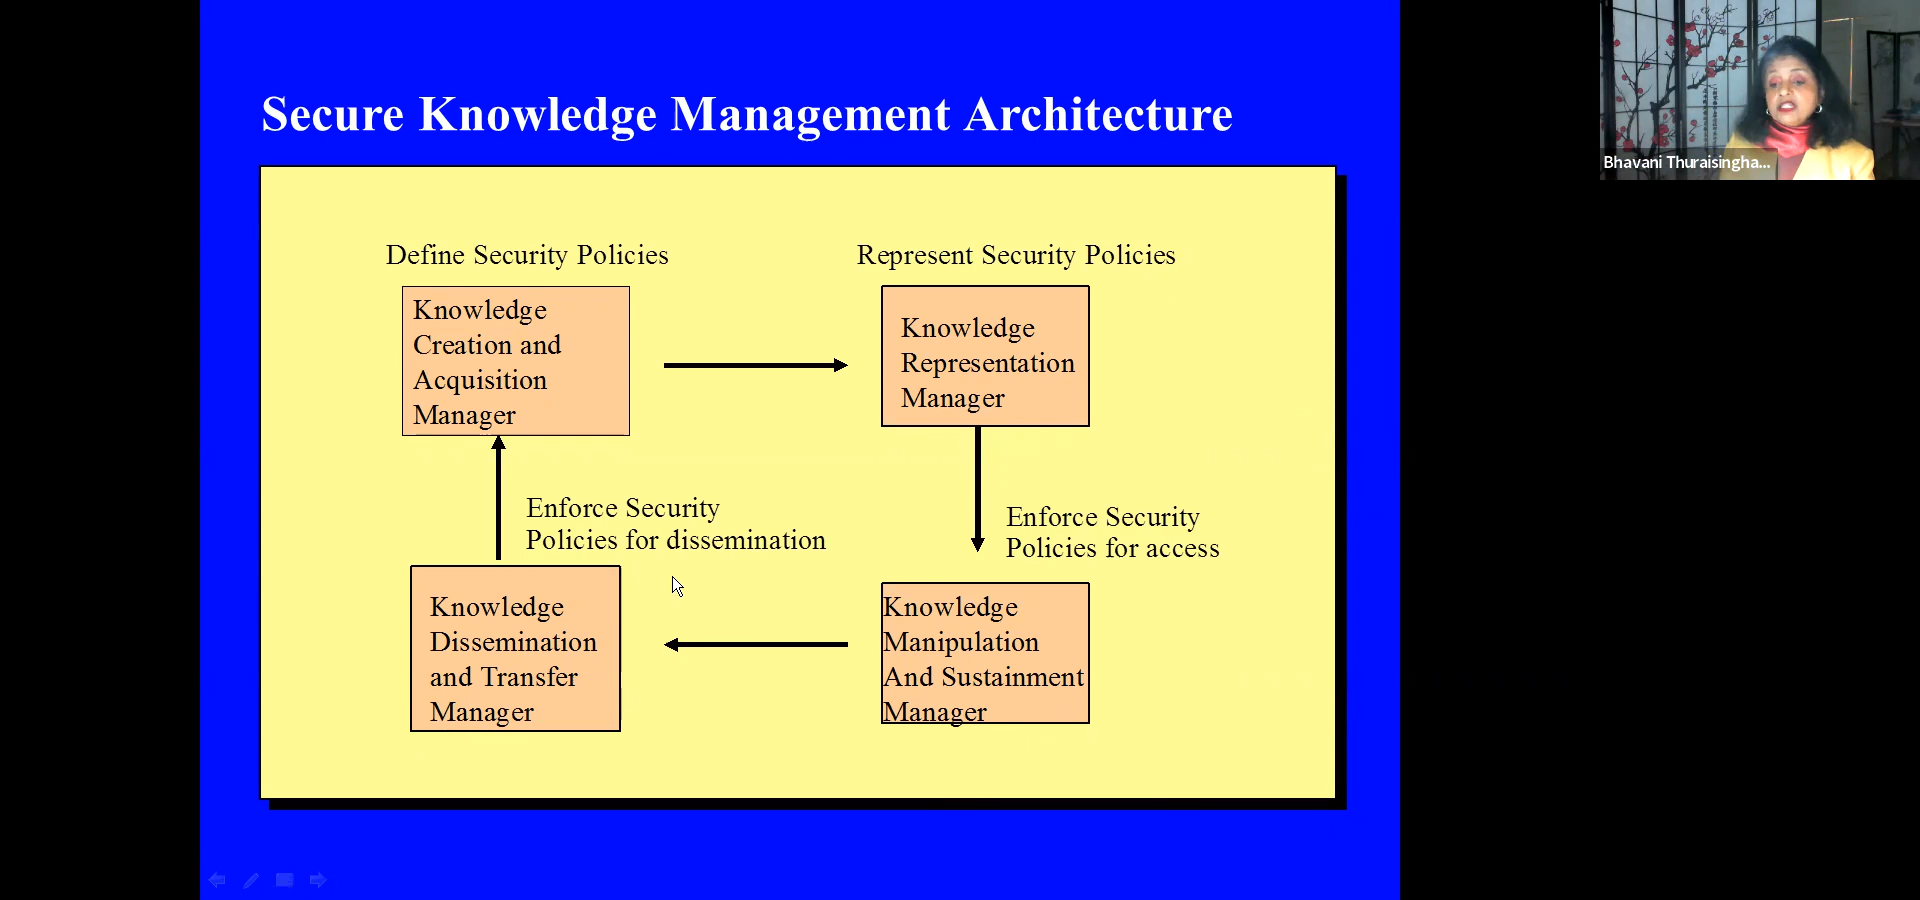 Secure Knowledge Management Architecture
Define Security Policies
Knowledge
Creation and
Acquisition
Manager
Represent Security Policies
Knowledge
Representation
Manager
Enforce Security
Policies for dissemination
Enforce Security
Policies for access
Knowledge
Dissemination
and Transfer
Manager
Knowledge
Manipulation
And Sustainment
Manager
Bhavani Thuraisingha...